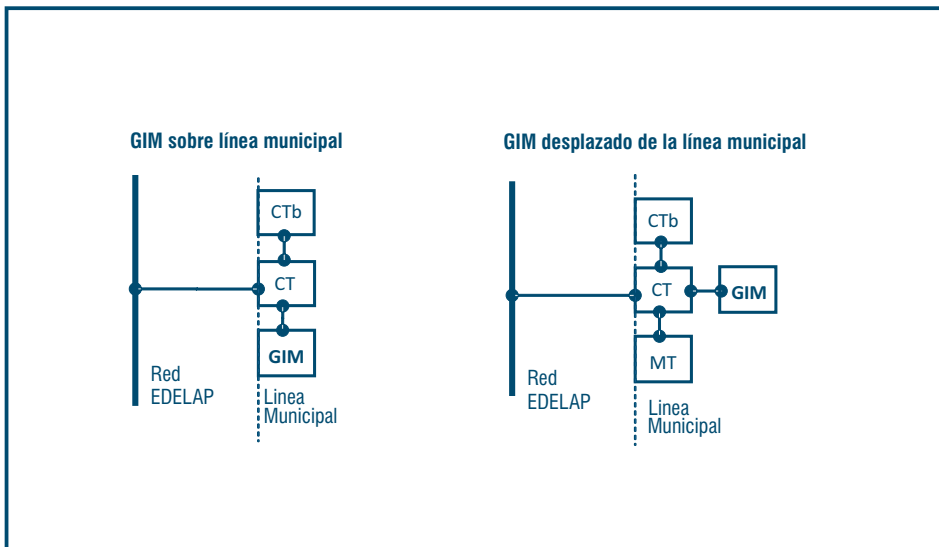 GIM sobre línea municipal
CTb
CT
GIM
Red
EDELAP
Linea
Municipal
GIM desplazado de la línea municipal
CTb
CT
GIM
MT
Red
EDELAP
Linea
Municipal